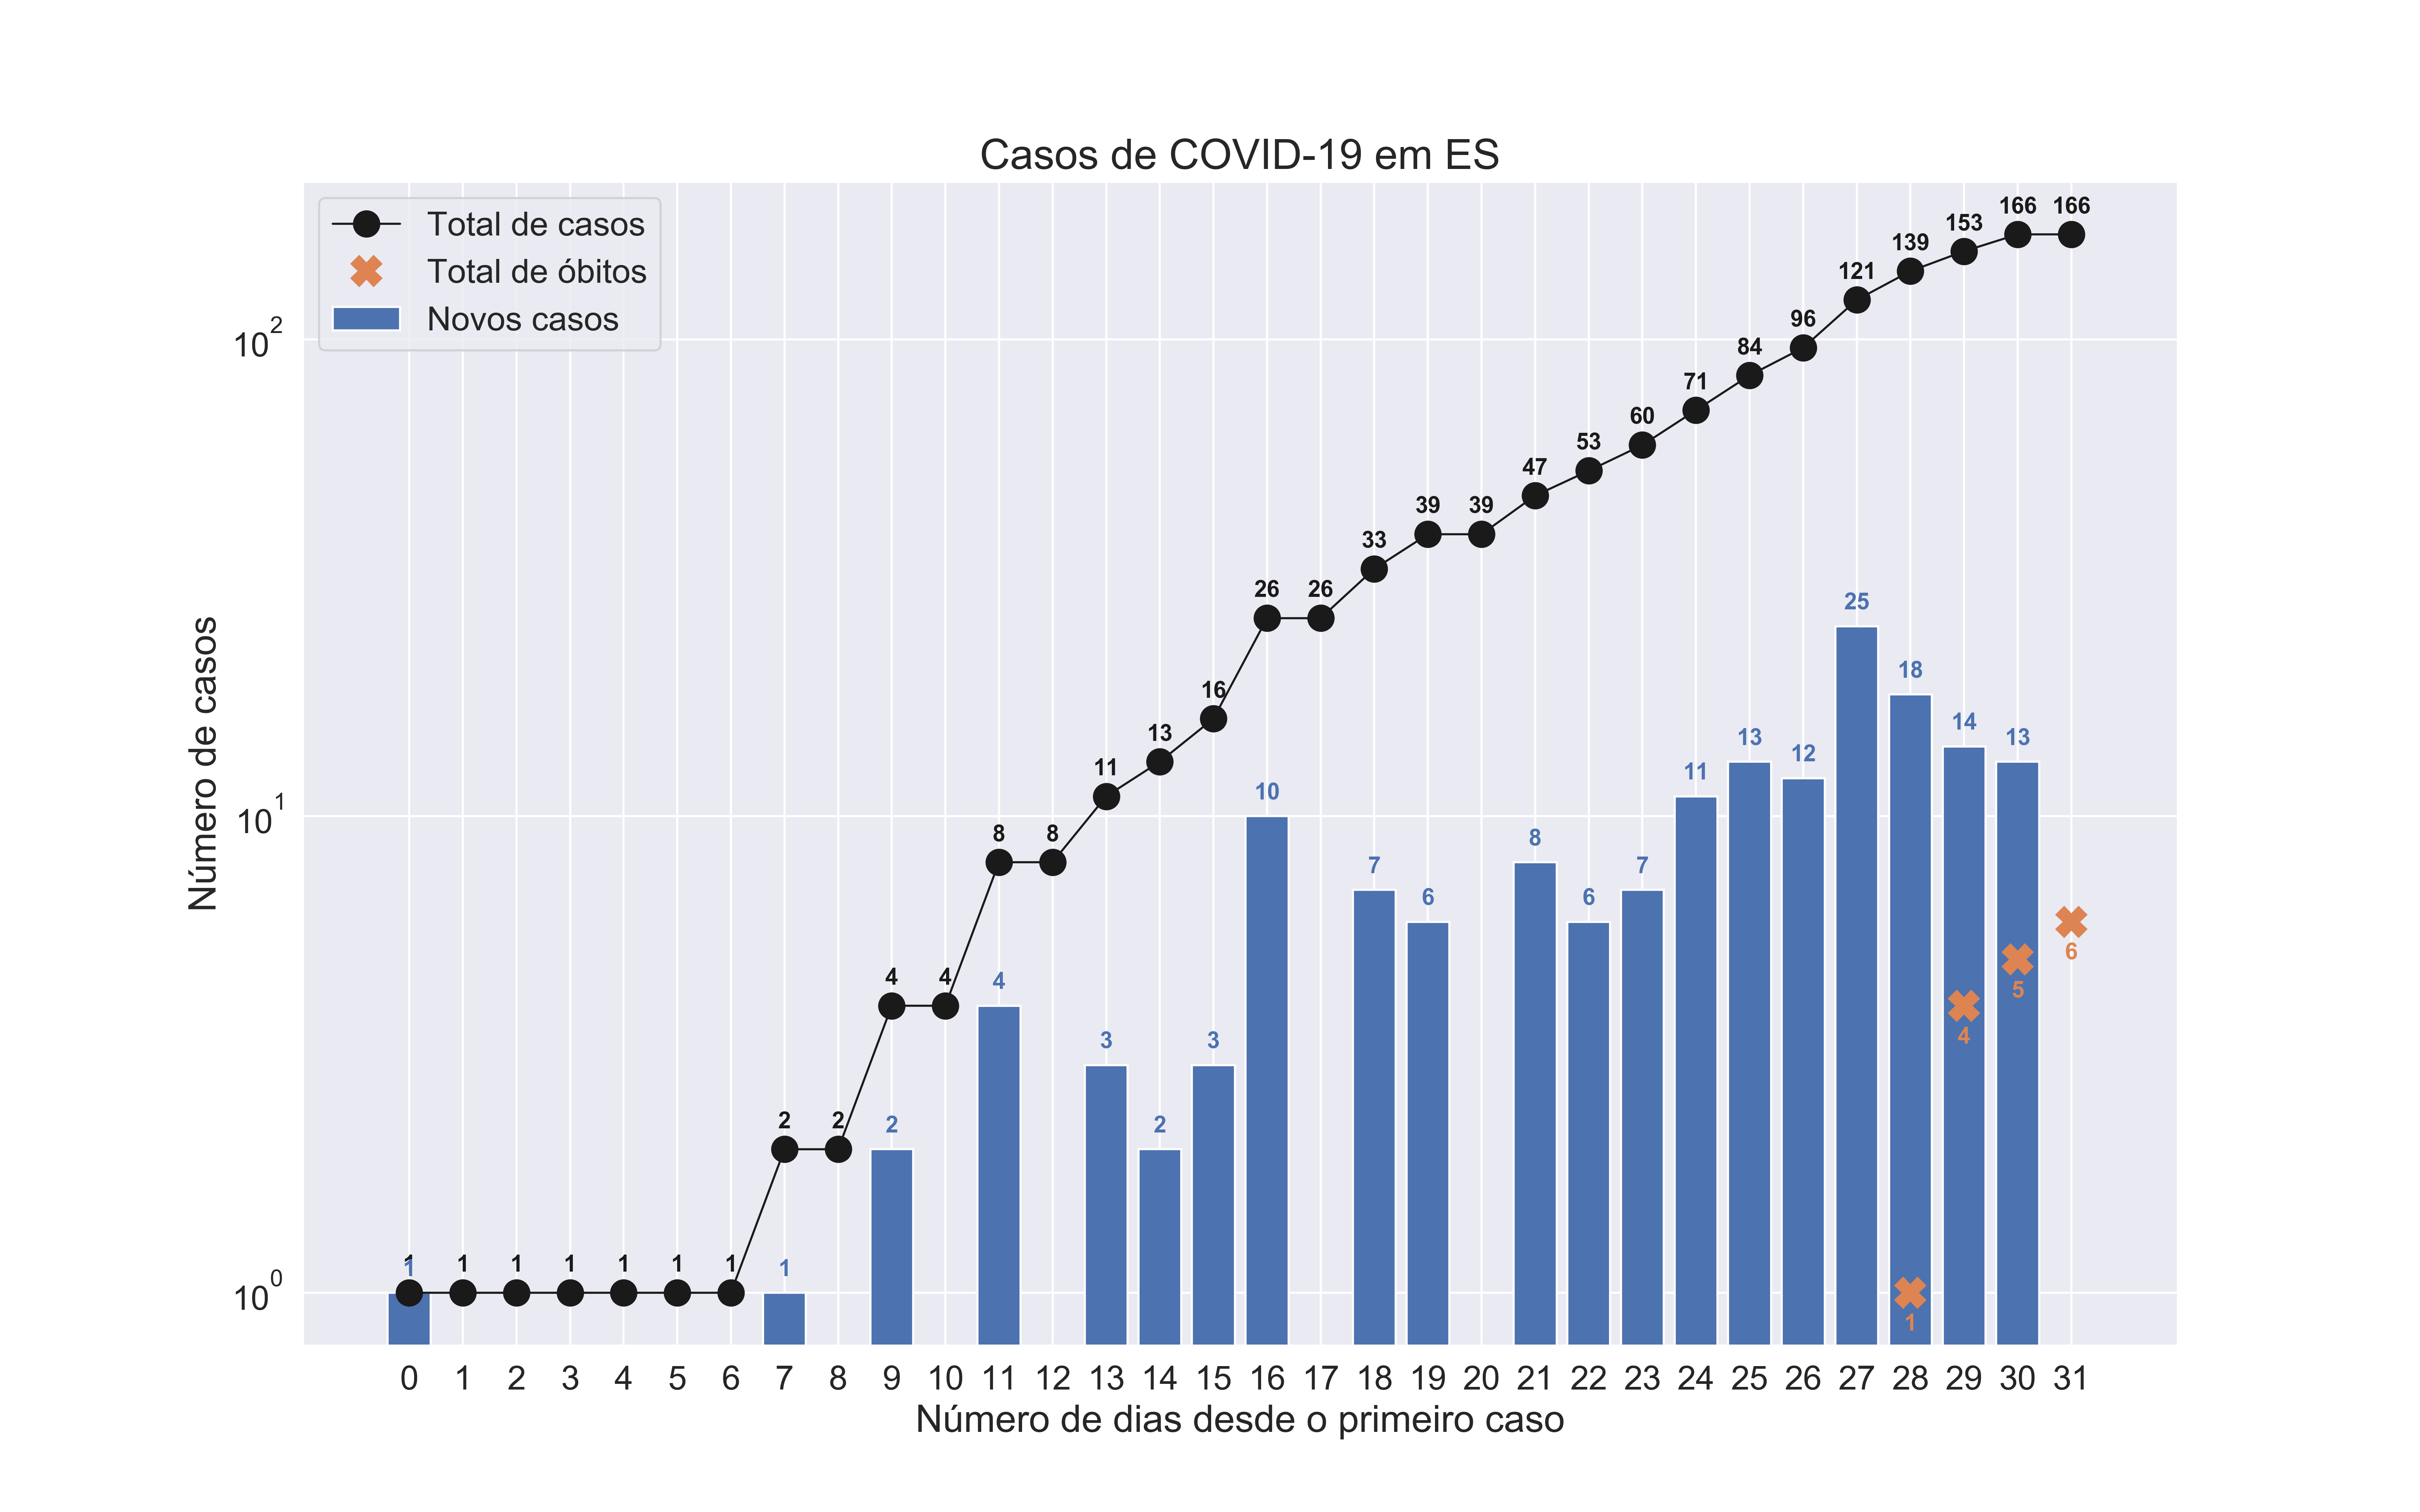 Casos de COVID-19 em ES
Total de casos
Total de óbitos
Novos casos
Número de casos
10²
10¹
10⁰
1 1 1 1 1 1 1 2 2 4 4 8 8 11 13 16 26 26 33 39 39 47 53 60 71 84 96 121 139 153 166 166
1 1 2 4 3 2 3 10 7 6 8 6 7 11 13 12 25 18 14 13
1 4 5 6
0 1 2 3 4 5 6 7 8 9 10 11 12 13 14 15 16 17 18 19 20 21 22 23 24 25 26 27 28 29 30 31
Número de dias desde o primeiro caso